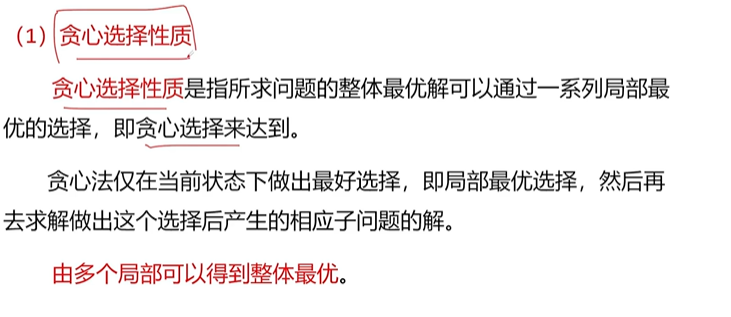 （1）贪心选择性质
贪心选择性质是指所求问题的整体最优解可以通过一系列局部最
优的选择，即贪心选择来达到。
贪心法仅在当前状态下做出最好选择，即局部最优选择，然后再
去求解做出这个选择后产生的相应子问题的解。
由多个局部可以得到整体最优。